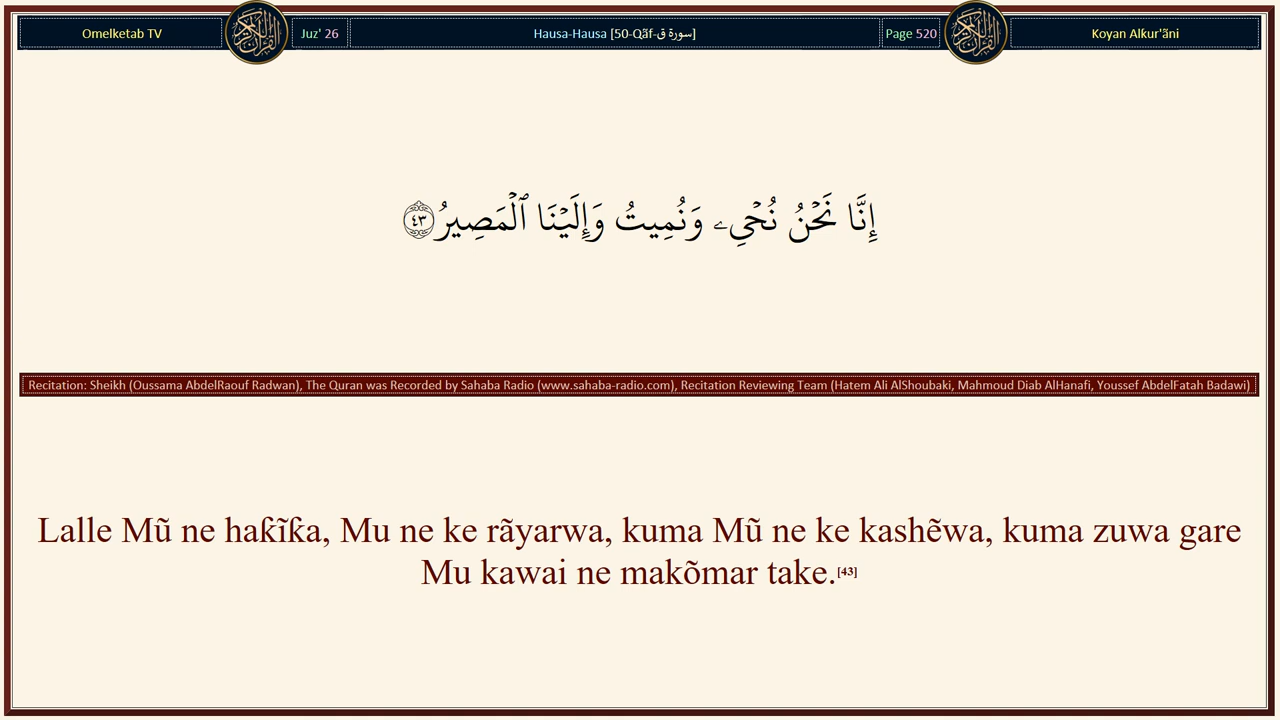 Omelketab TV
Juz' 26
Hausa-Hausa [50-Qãf-سورة ق]
Page 520
Koyan Alƙur'ãni
إِنَّا نَحْنُ نُحْيِۦ وَنُمِيتُ وَإِلَيْنَا ٱلْمَصِيرُ ٤٣
Recitation: Sheikh (Oussama AbdelRaouf Radwan), The Quran was Recorded by Sahaba Radio (www.sahaba-radio.com), Recitation Reviewing Team (Hatem Ali AlShoubaki, Mahmoud Diab AlHanafi, Youssef AbdelFatah Badawi)
Lalle Mũ ne haƙĩƙa, Mu ne ke rãyarwa, kuma Mũ ne ke kashẽwa, kuma zuwa gare
Mu kawai ne makõmar take.[43]